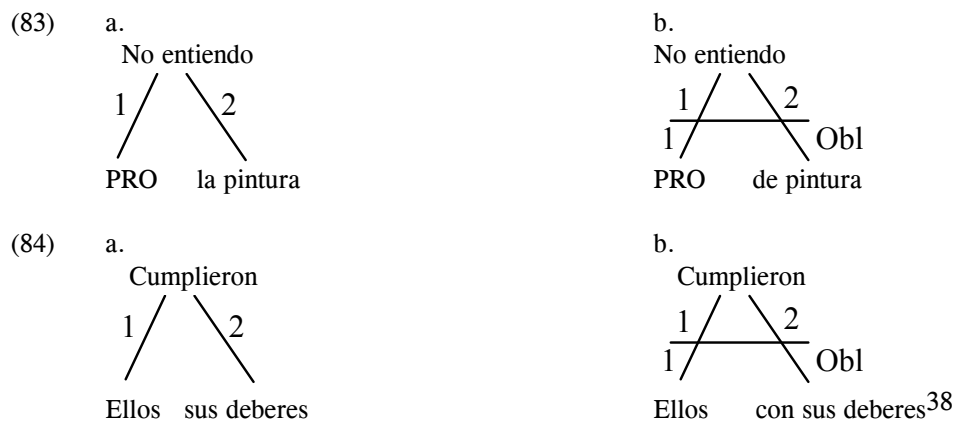 (83) a. b.
No entiendo No entiendo
1 2 1 2
1 Obl
PRO la pintura PRO de pintura
(84) a. b.
Cumplieron Cumplieron
1 2 1 2
1 Obl
Ellos sus deberes Ellos con sus deberes38